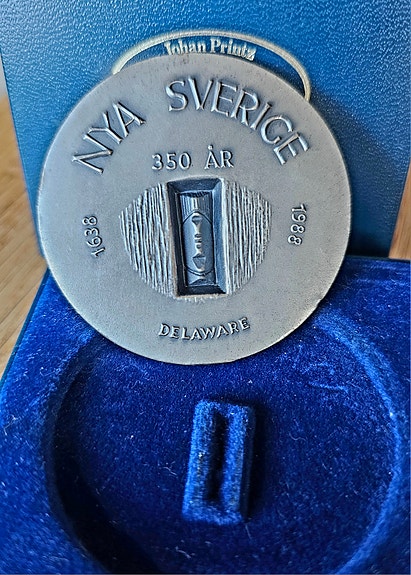 Johan Printz
NYA SVERIGE
350 ÅR
1638
1988
DELAWARE